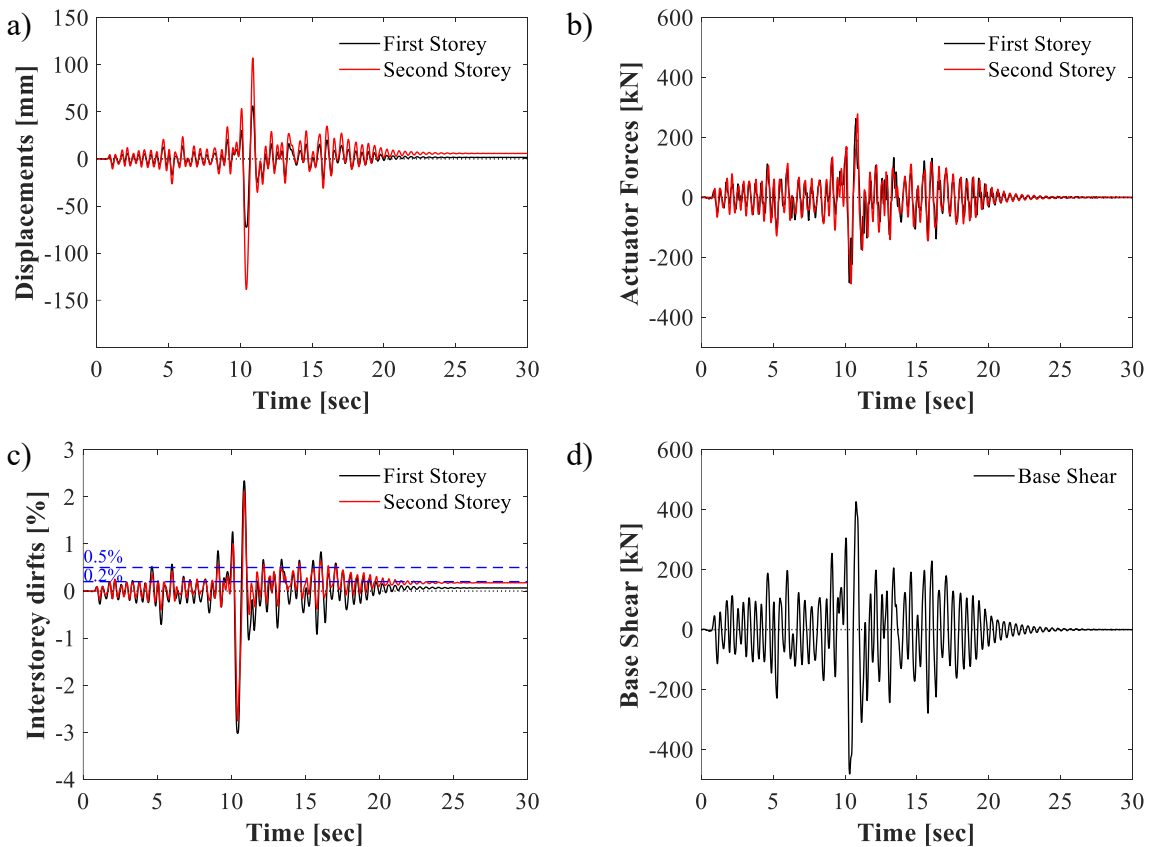 a)
150
100
50
0
-50
-100
-150
Displacements [mm]
First Storey
Second Storey
0 5 10 15 20 25 30
Time [sec]
b)
600
400
200
0
-200
-400
Actuator Forces [kN]
First Storey
Second Storey
0 5 10 15 20 25 30
Time [sec]
c)
3
2
1
0
-1
-2
-3
-4
Interstorey dirfts [%]
First Storey
Second Storey
0.5%
0.2%
0 5 10 15 20 25 30
Time [sec]
d)
600
400
200
0
-200
-400
Base Shear [kN]
Base Shear
0 5 10 15 20 25 30
Time [sec]